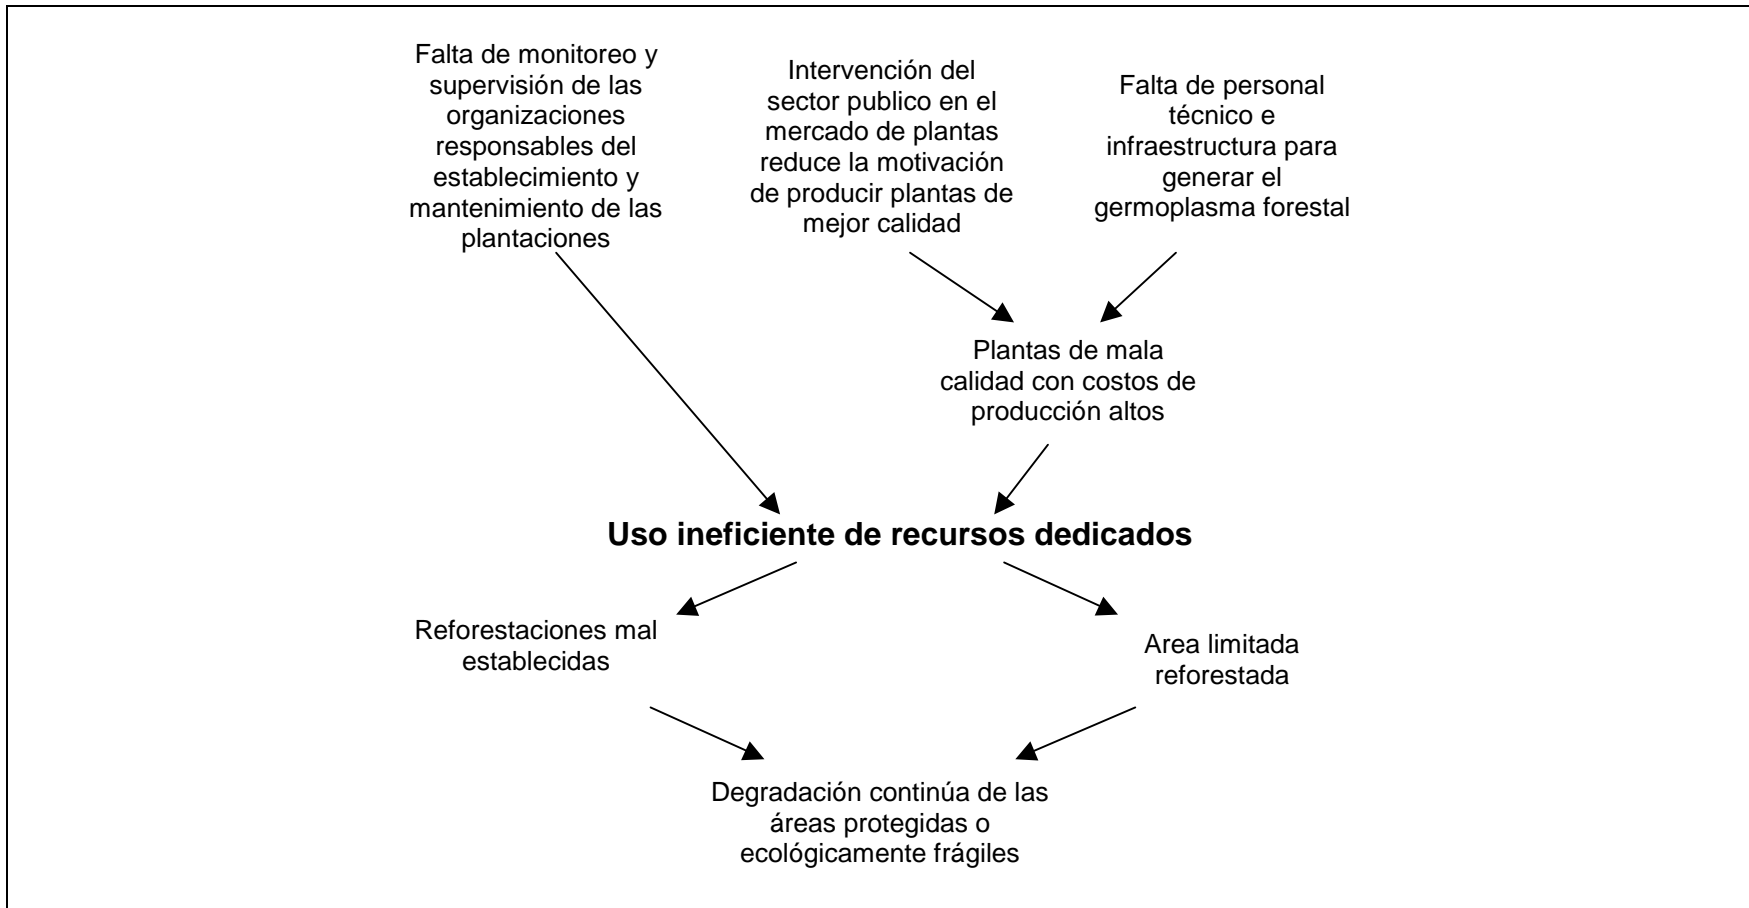 Falta de monitoreo y
supervisión de las
organizaciones
responsables del
establecimiento y
mantenimiento de las
plantaciones
Intervención del
sector publico en el
mercado de plantas
reduce la motivación
de producir plantas de
mejor calidad
Falta de personal
técnico e
infraestructura para
generar el
germoplasma forestal
Plantas de mala
calidad con costos de
producción altos
Uso ineficiente de recursos dedicados
Reforestaciones mal
establecidas
Area limitada
reforestada
Degradación continúa de las
áreas protegidas o
ecológicamente frágiles